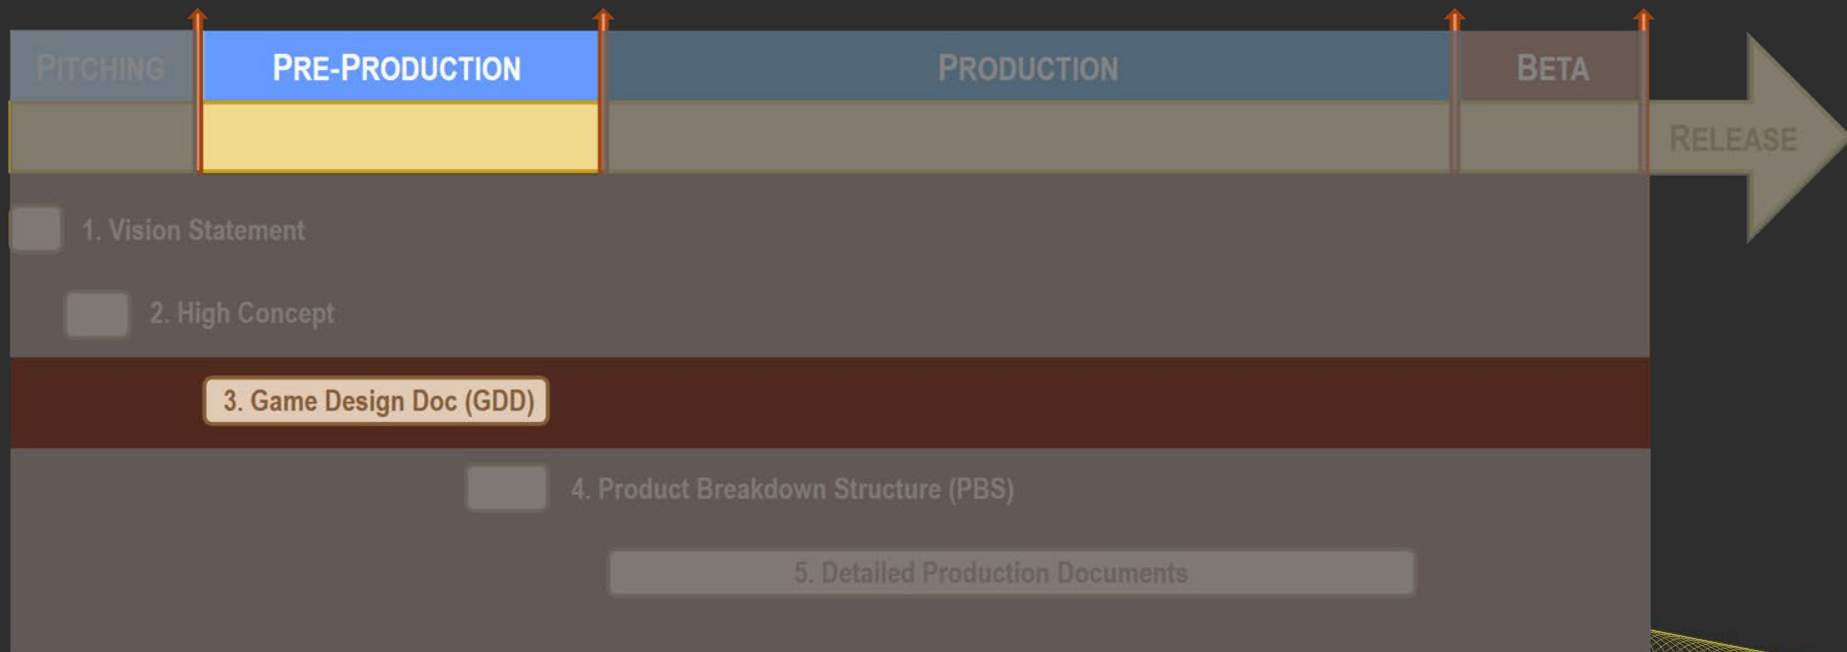 PITCHING
PRE-PRODUCTION
PRODUCTION
BETA
RELEASE
1. Vision Statement
2. High Concept
3. Game Design Doc (GDD)
4. Product Breakdown Structure (PBS)
5. Detailed Production Documents